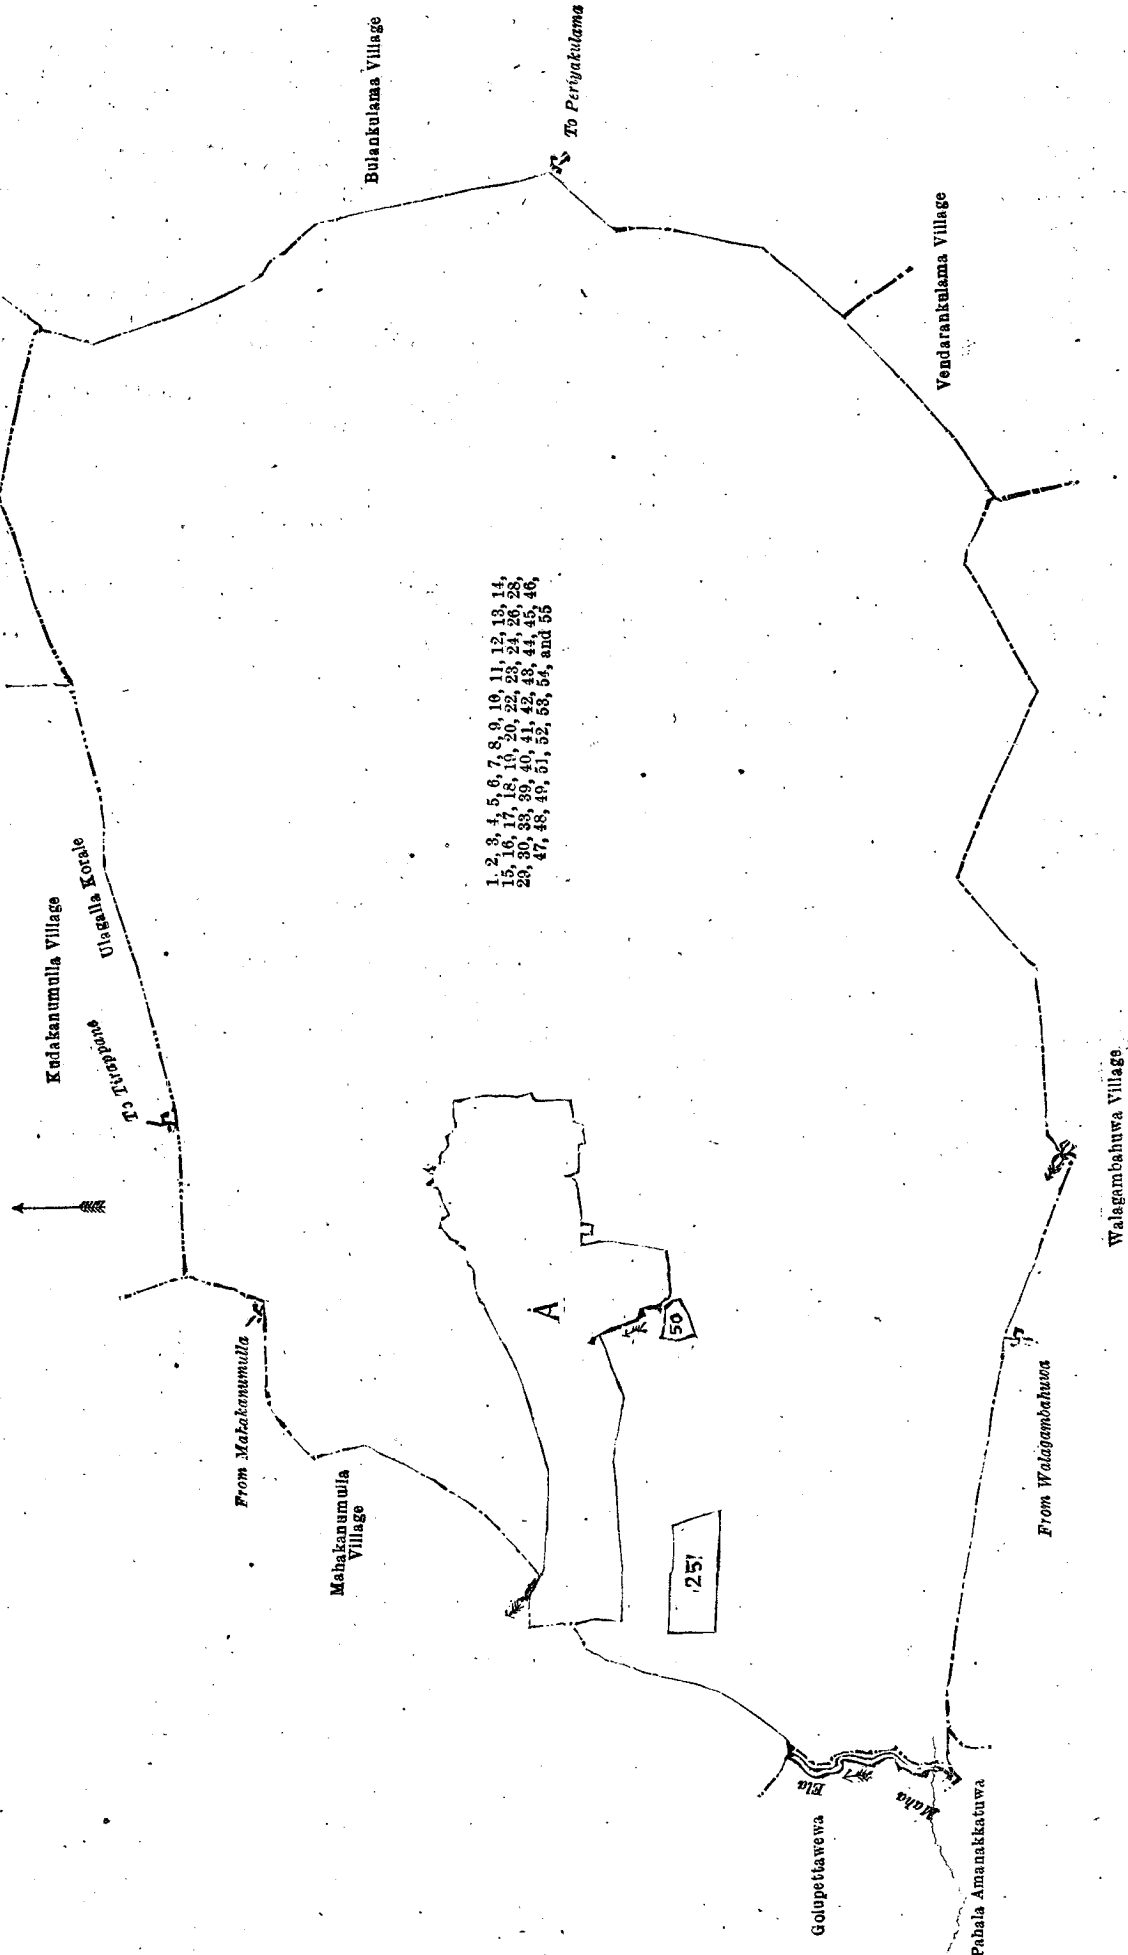 Bulankulama Village
To Periyakulama
Vendarankulama Village
Kudakanumulla Village
Ulagalla Korale
To Tirappane
1, 2, 3, 4, 5, 6, 7, 8, 9, 10, 11, 12, 13, 14,
15, 16, 17, 18, 19, 20, 22, 23, 24, 26, 28,
29, 30, 33, 39, 40, 41, 42, 43, 44, 45, 46,
47, 48, 49, 51, 52, 53, 54, and 55
From Mahakanumulla
Mahakanumulla
Village
A
50
25
Walagambahuwa Village
From Walagambahuwa
Maha
Ela
Golupettawewa
Pahala Amanakkatuwa